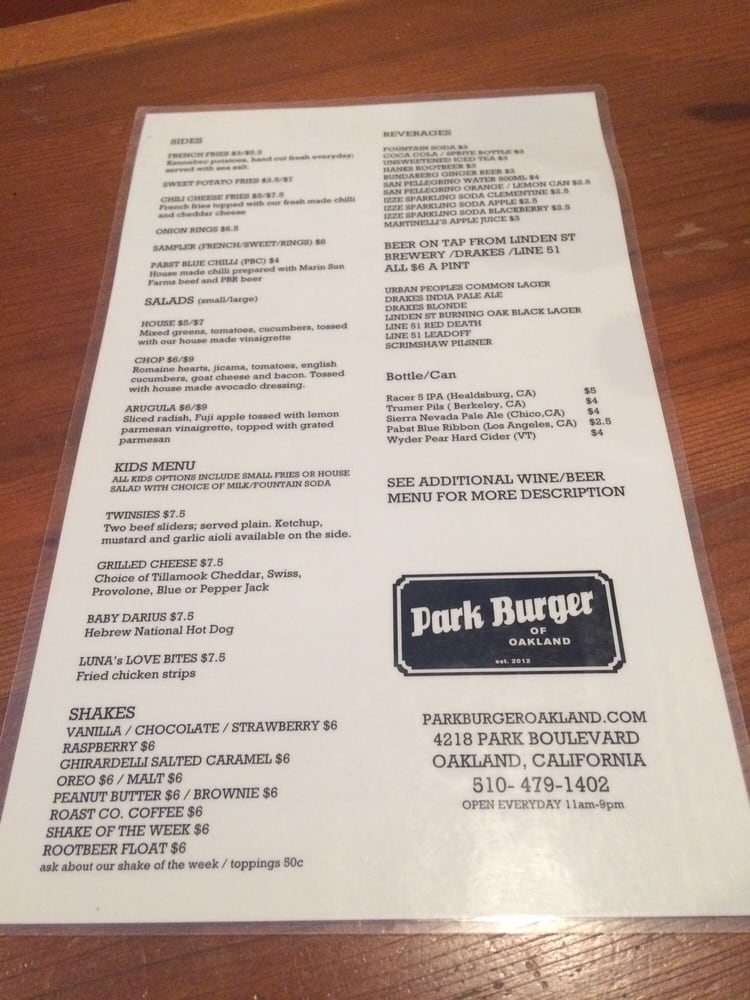 SIDES
FRENCH FRIES $3/$5.5
Kennebec potatoes, hand cut fresh everyday;
served with sea salt.
SWEET POTATO FRIES $3.5/$7
CHILI CHEESE FRIES $5/$7.5
French fries topped with our fresh made chilli
and cheddar cheese
ONION RINGS $6.5
SAMPLER (FRENCH/SWEET/RINGS) $8
PABST BLUE CHILLI (PBC) $4
House made chilli prepared with Marin Sun
Farms beef and PBR beer
SALADS (small/large)
HOUSE $5/$7
Mixed greens, tomatoes, cucumbers, tossed
with our house made vinaigrette
CHOP $6/$9
Romaine hearts, jicama, tomatoes, english
cucumbers, goat cheese and bacon. Tossed
with house made avocado dressing.
ARUGULA $6/$9
Sliced radish, Fuji apple tossed with lemon
parmesan vinaigrette, topped with grated
parmesan
KIDS MENU
ALL KIDS OPTIONS INCLUDE SMALL FRIES OR HOUSE
SALAD WITH CHOICE OF MILK/FOUNTAIN SODA
TWINSIES $7.5
Two beef sliders; served plain. Ketchup,
mustard and garlic aioli available on the side.
GRILLED CHEESE $7.5
Choice of Tillamook Cheddar, Swiss,
Provolone, Blue or Pepper Jack
BABY DARIUS $7.5
Hebrew National Hot Dog
LUNA's LOVE BITES $7.5
Fried chicken strips
SHAKES
VANILLA / CHOCOLATE / STRAWBERRY $6
RASPBERRY $6
GHIRARDELLI SALTED CARAMEL $6
OREO $6 / MALT $6
PEANUT BUTTER $6 / BROWNIE $6
ROAST CO. COFFEE $6
SHAKE OF THE WEEK $6
ROOTBEER FLOAT $6
ask about our shake of the week / toppings 50c
BEVERAGES
FOUNTAIN SODA $3
COCA COLA / SPRITE BOTTLE $3
UNSWEETENED ICED TEA $3
HANKS ROOTBEER $3
BUNDABERG GINGER BEER $3
SAN PELLEGRINO WATER 500ML $4
SAN PELLEGRINO ORANGE / LEMON CAN $2.5
IZZE SPARKLING SODA CLEMENTINE $2.5
IZZE SPARKLING SODA APPLE $2.5
IZZE SPARKLING SODA BLACKBERRY $2.5
MARTINELLI'S APPLE JUICE $3
BEER ON TAP FROM LINDEN ST
BREWERY /DRAKES /LINE 51
ALL $6 A PINT
URBAN PEOPLES COMMON LAGER
DRAKES INDIA PALE ALE
DRAKES BLONDE
LINDEN ST BURNING OAK BLACK LAGER
LINE 51 RED DEATH
LINE 51 LEADOFF
SCRIMSHAW PILSNER
Bottle/Can
Racer 5 IPA (Healdsburg, CA) $5
Trumer Pils ( Berkeley, CA) $4
Sierra Nevada Pale Ale (Chico,CA) $4
Pabst Blue Ribbon (Los Angeles, CA) $2.5
Wyder Pear Hard Cider (VT) $4
SEE ADDITIONAL WINE/BEER
MENU FOR MORE DESCRIPTION
Park Burger
OF
OAKLAND
est. 2012
PARKBURGEROAKLAND.COM
4218 PARK BOULEVARD
OAKLAND, CALIFORNIA
510- 479-1402
OPEN EVERYDAY 11am-9pm